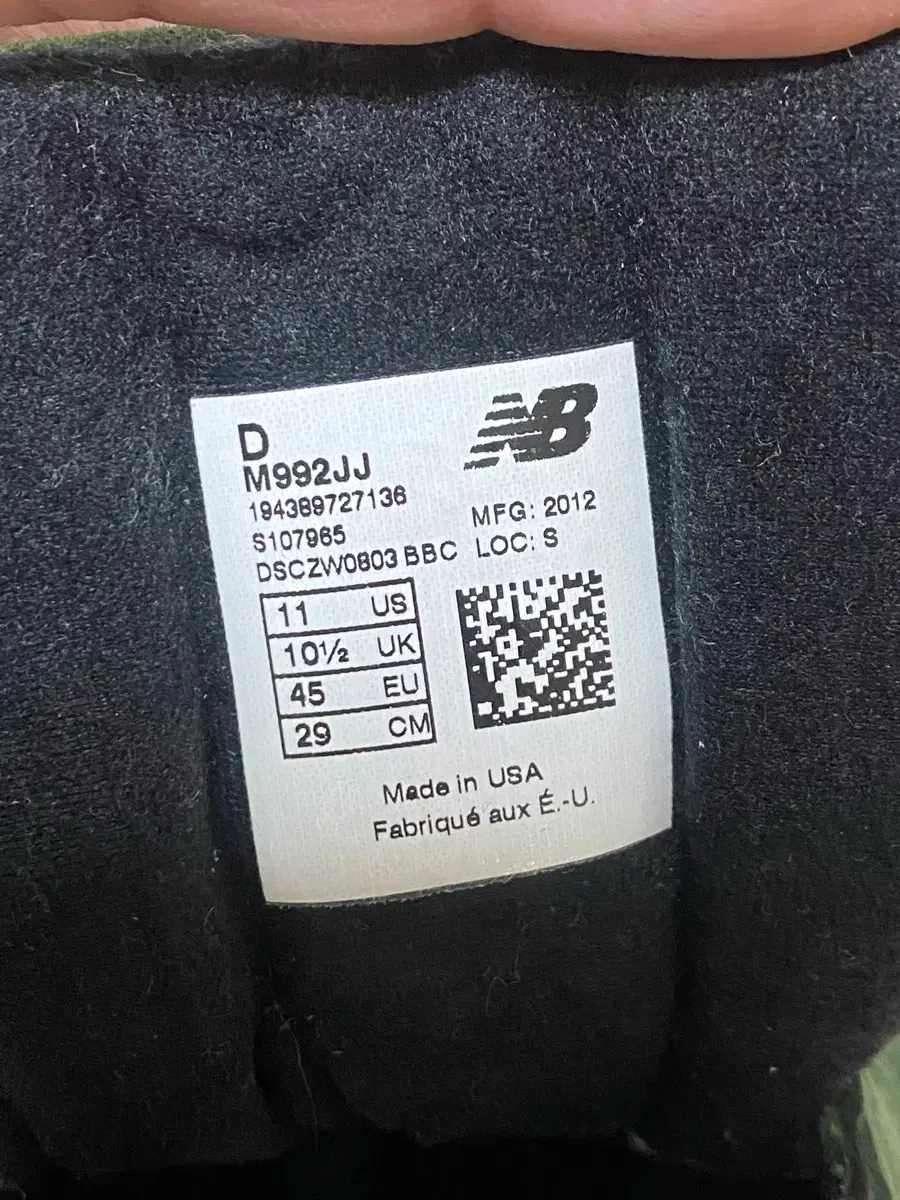 D
NB
M992JJ
194389727136
S107965
DSCZW0803 BBC
MFG: 2012
LOC: S
11 US
10½ UK
45 EU
29 CM
Made in USA
Fabriqué aux É.-U.